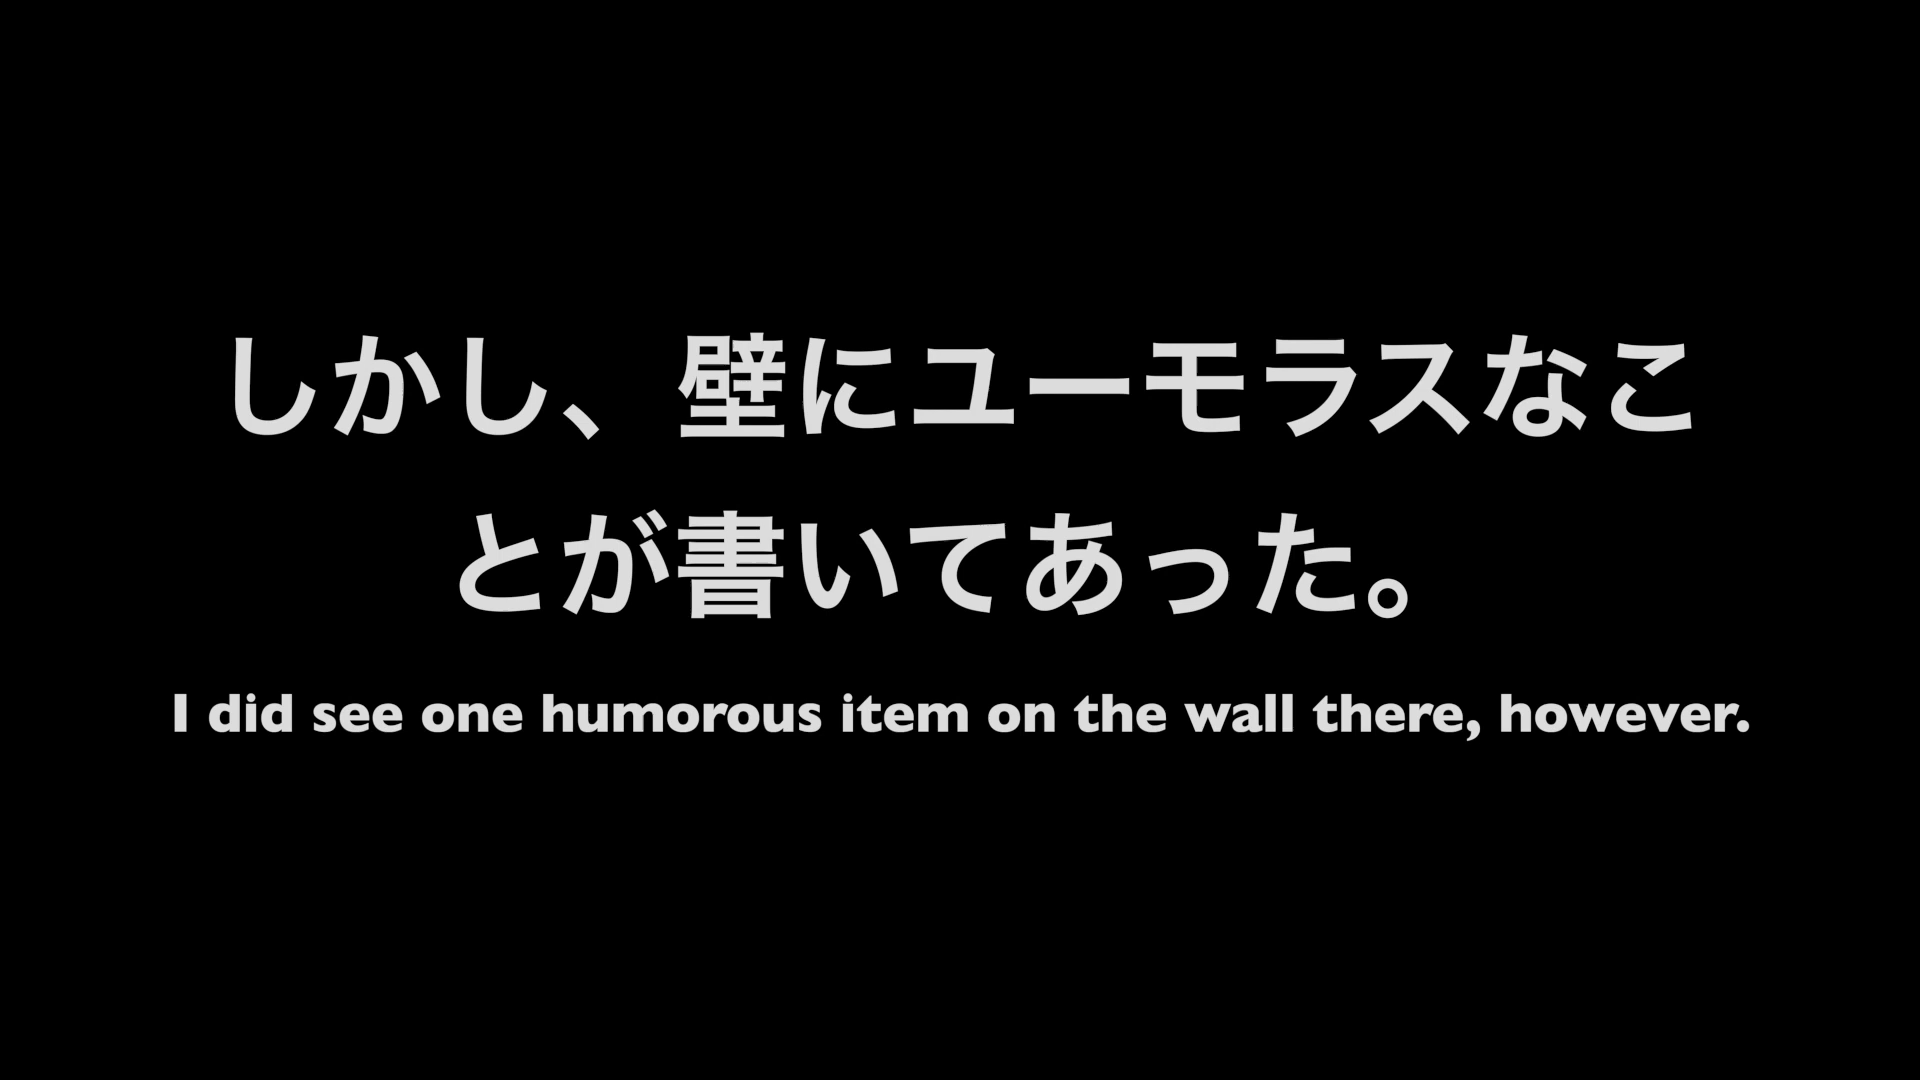 しかし、壁にユーモラスなこ
とが書いてあった。
I did see one humorous item on the wall there, however.